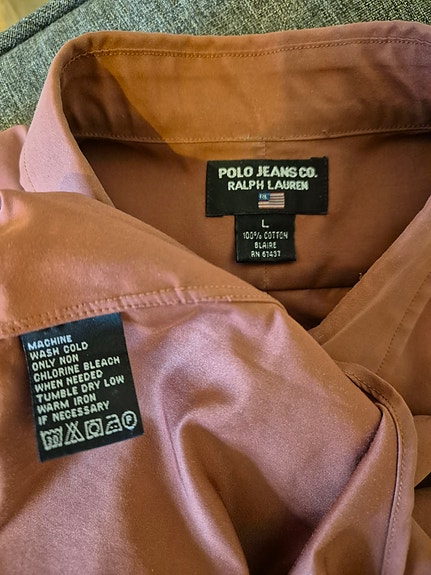 POLO JEANS CO.
RALPH LAUREN
L
100% COTTON
BLAIRE
RN 61437
MACHINE
WASH COLD
ONLY NON
CHLORINE BLEACH
WHEN NEEDED
TUMBLE DRY LOW
WARM IRON
IF NECESSARY